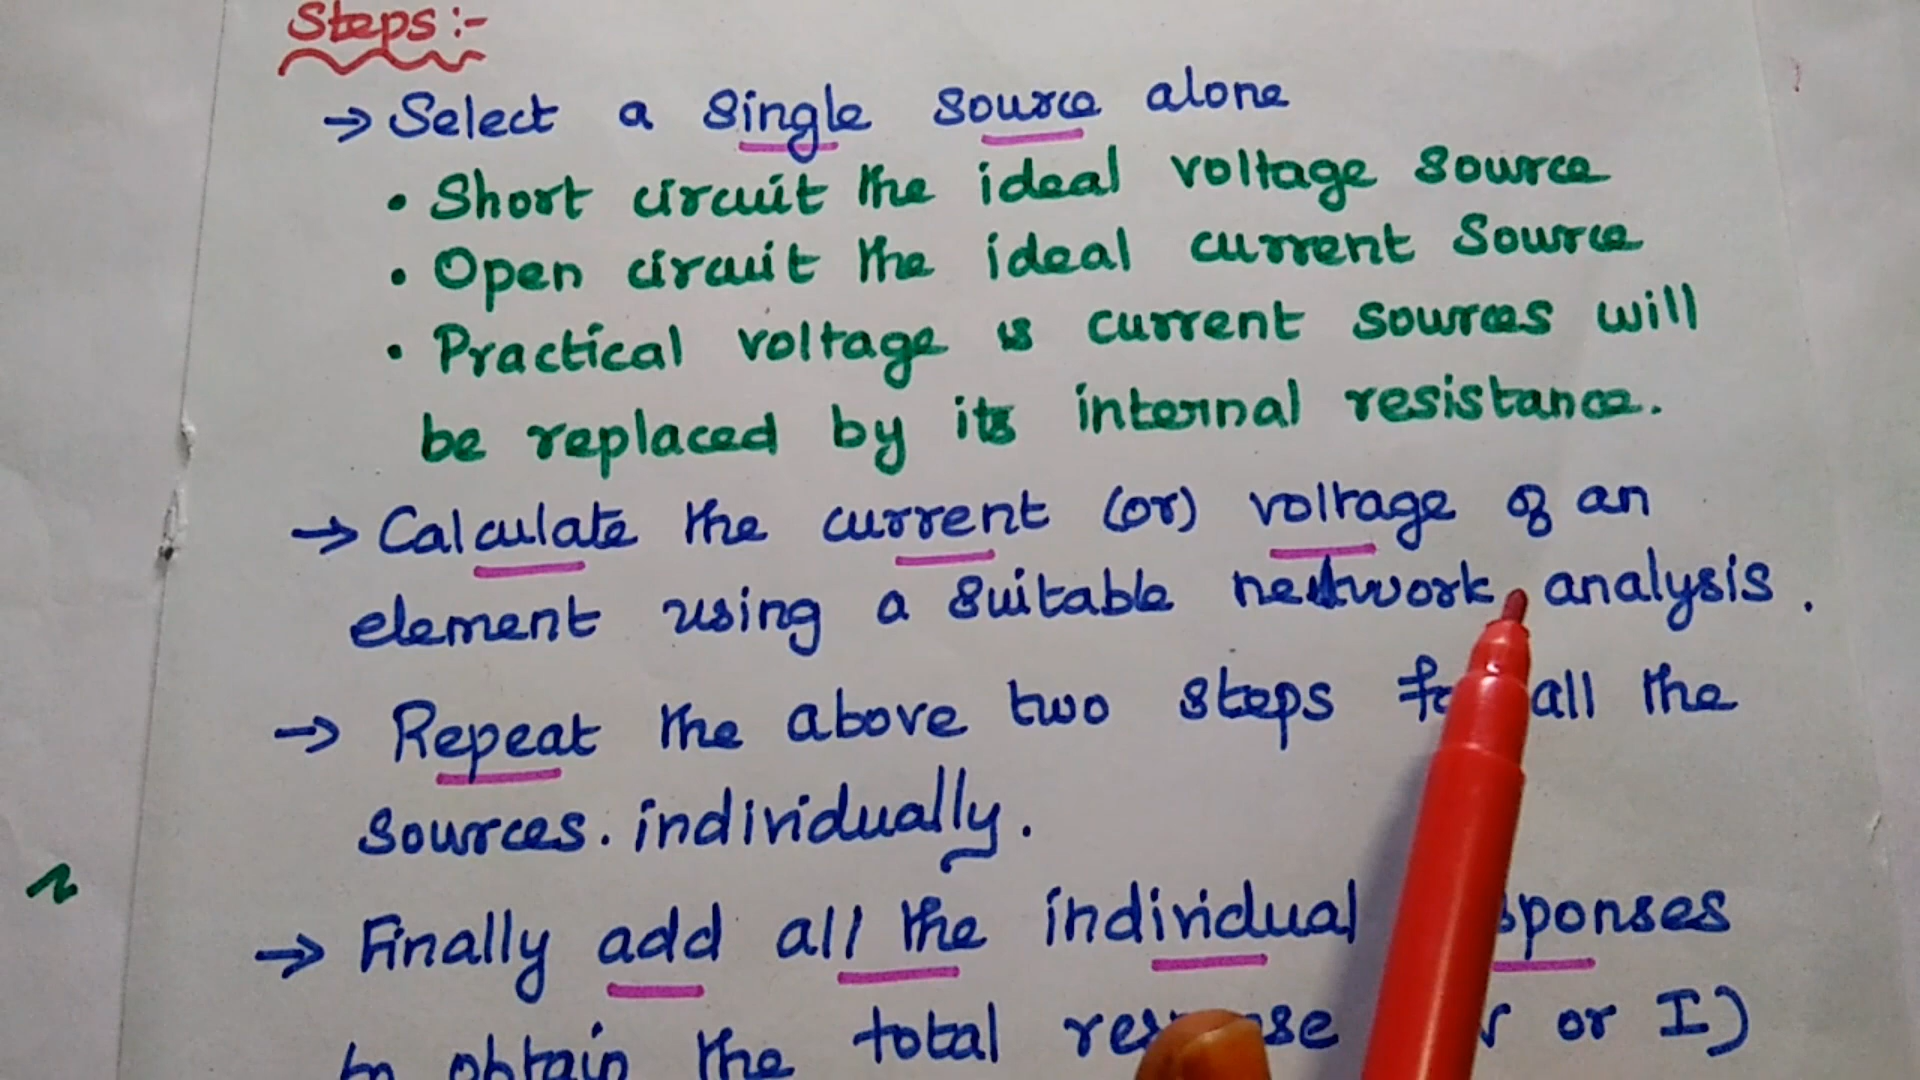 Steps:-
→ Select a single source alone
• Short circuit the ideal voltage source
• Open circuit the ideal current source
• Practical voltage & current sources will
be replaced by its internal resistance.
→ Calculate the current (or) voltage of an
element using a suitable network analysis.
→ Repeat the above two steps all the
sources. individually.
→ Finally add all the individual
to obtain the total or I)